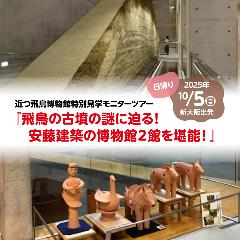 日帰り
2025年
10/5(日)
新大阪出発
近つ飛鳥博物館特別見学モニターツアー
『飛鳥の古墳の謎に迫る!
安藤建築の博物館2館を堪能!』